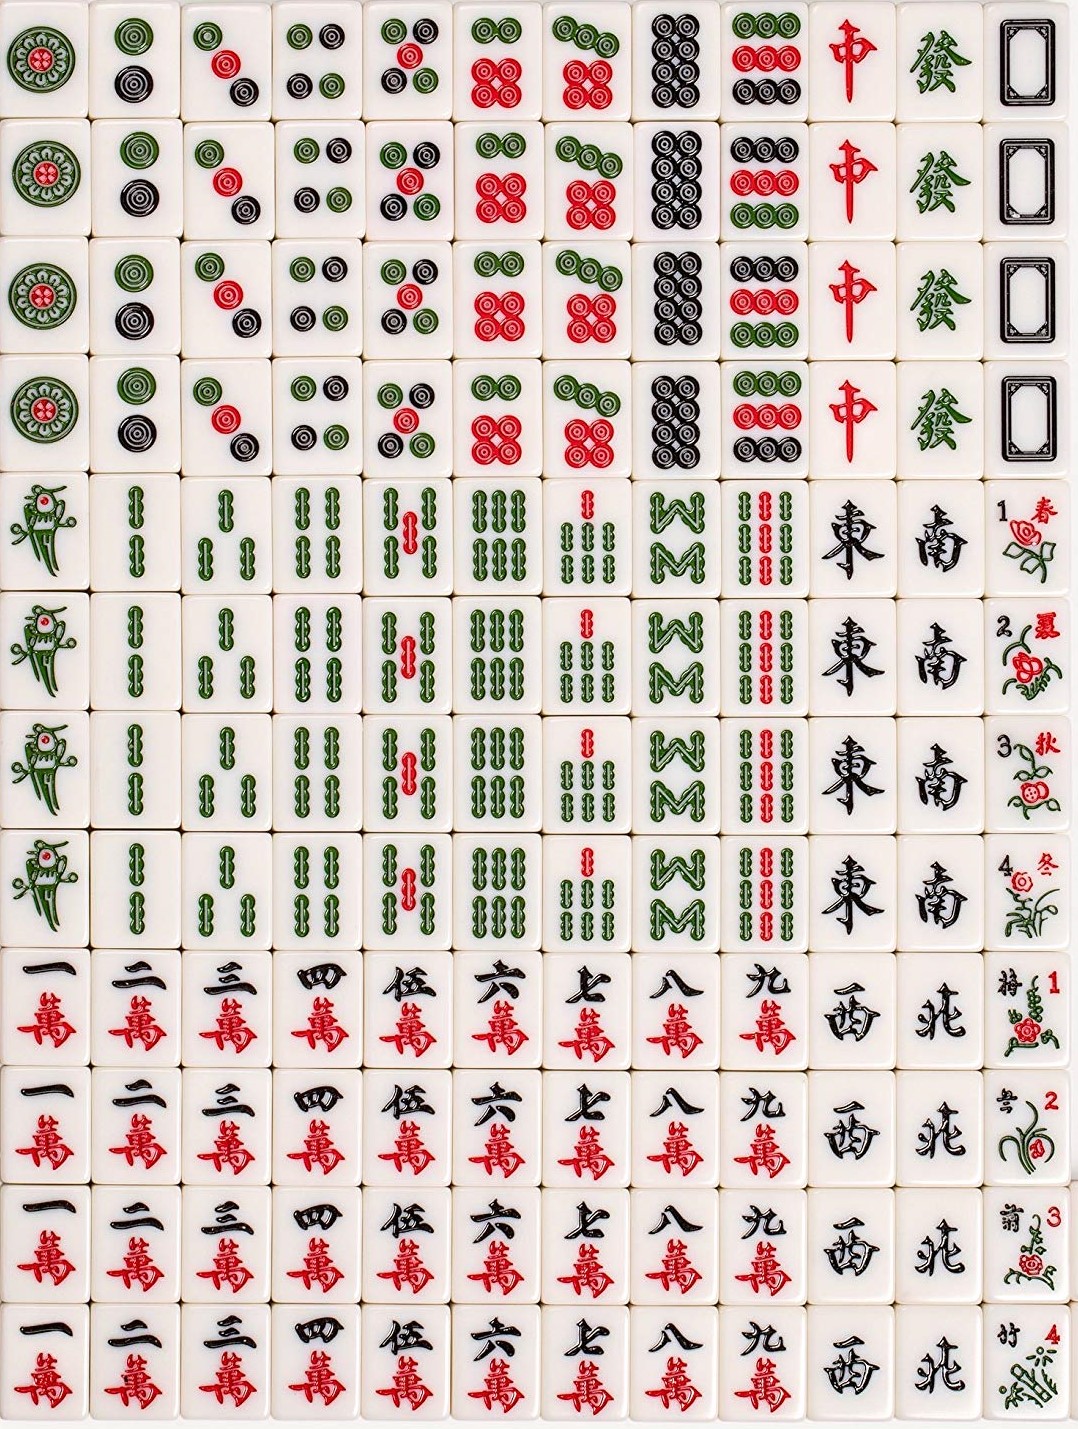 中 發
中 發
中 發
中 發
東 南 1 春
東 南 2 夏
東 南 3 秋
東 南 4 冬
一萬 二萬 三萬 四萬 伍萬 六萬 七萬 八萬 九萬 西 北 梅 1
一萬 二萬 三萬 四萬 伍萬 六萬 七萬 八萬 九萬 西 北 2
一萬 二萬 三萬 四萬 伍萬 六萬 七萬 八萬 九萬 西 北 菊 3
一萬 二萬 三萬 四萬 伍萬 六萬 七萬 八萬 九萬 西 北 竹 4